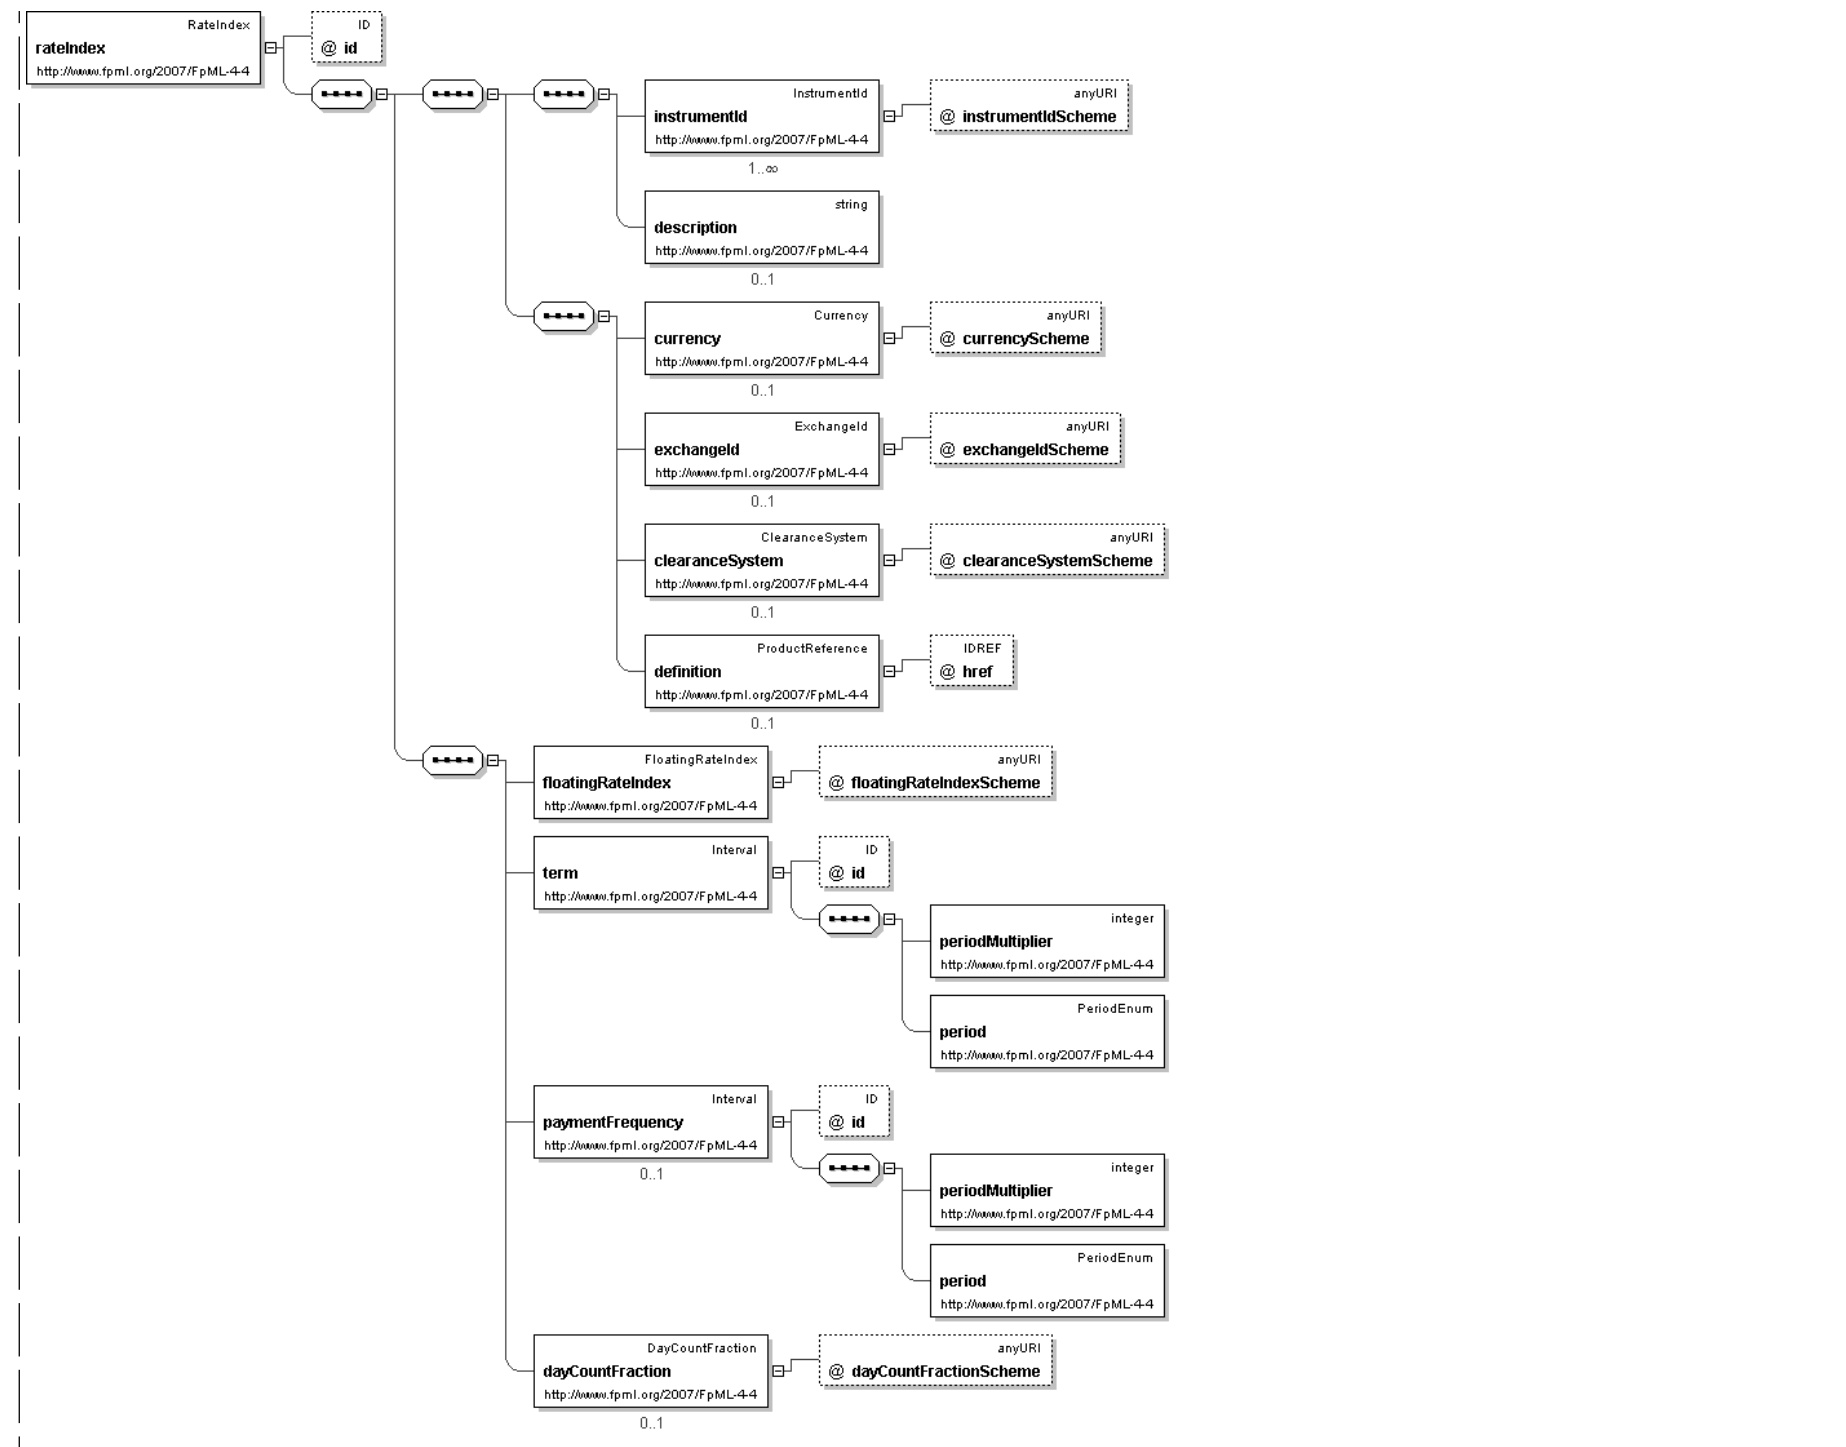 RateIndex
rateIndex
http://www.fpml.org/2007/FpML-4-4
ID
@ id
InstrumentId
instrumentId
http://www.fpml.org/2007/FpML-4-4
1..∞
anyURI
@ instrumentIdScheme
string
description
http://www.fpml.org/2007/FpML-4-4
0..1
Currency
currency
http://www.fpml.org/2007/FpML-4-4
0..1
anyURI
@ currencyScheme
ExchangeId
exchangeId
http://www.fpml.org/2007/FpML-4-4
0..1
anyURI
@ exchangeIdScheme
ClearanceSystem
clearanceSystem
http://www.fpml.org/2007/FpML-4-4
0..1
anyURI
@ clearanceSystemScheme
ProductReference
definition
http://www.fpml.org/2007/FpML-4-4
0..1
IDREF
@ href
FloatingRateIndex
floatingRateIndex
http://www.fpml.org/2007/FpML-4-4
anyURI
@ floatingRateIndexScheme
Interval
term
http://www.fpml.org/2007/FpML-4-4
ID
@ id
integer
periodMultiplier
http://www.fpml.org/2007/FpML-4-4
PeriodEnum
period
http://www.fpml.org/2007/FpML-4-4
Interval
paymentFrequency
http://www.fpml.org/2007/FpML-4-4
0..1
ID
@ id
integer
periodMultiplier
http://www.fpml.org/2007/FpML-4-4
PeriodEnum
period
http://www.fpml.org/2007/FpML-4-4
DayCountFraction
dayCountFraction
http://www.fpml.org/2007/FpML-4-4
0..1
anyURI
@ dayCountFractionScheme